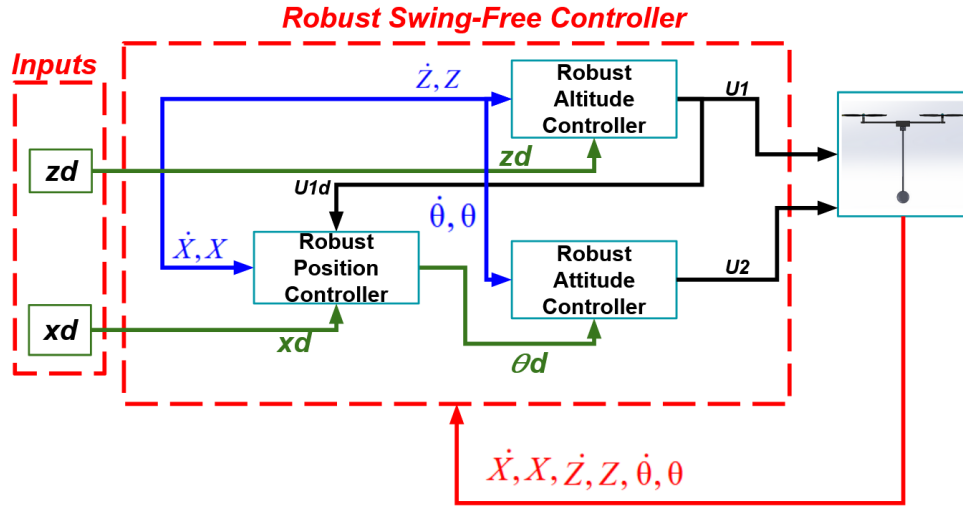 Robust Swing-Free Controller
Inputs
Ż, Z
Robust
Altitude
Controller
U1
zd
zd
U1d
θ̇, θ
Ẋ, X
Robust
Position
Controller
Robust
Attitude
Controller
U2
xd
xd
θd
Ẋ, X, Ż, Z, θ̇, θ